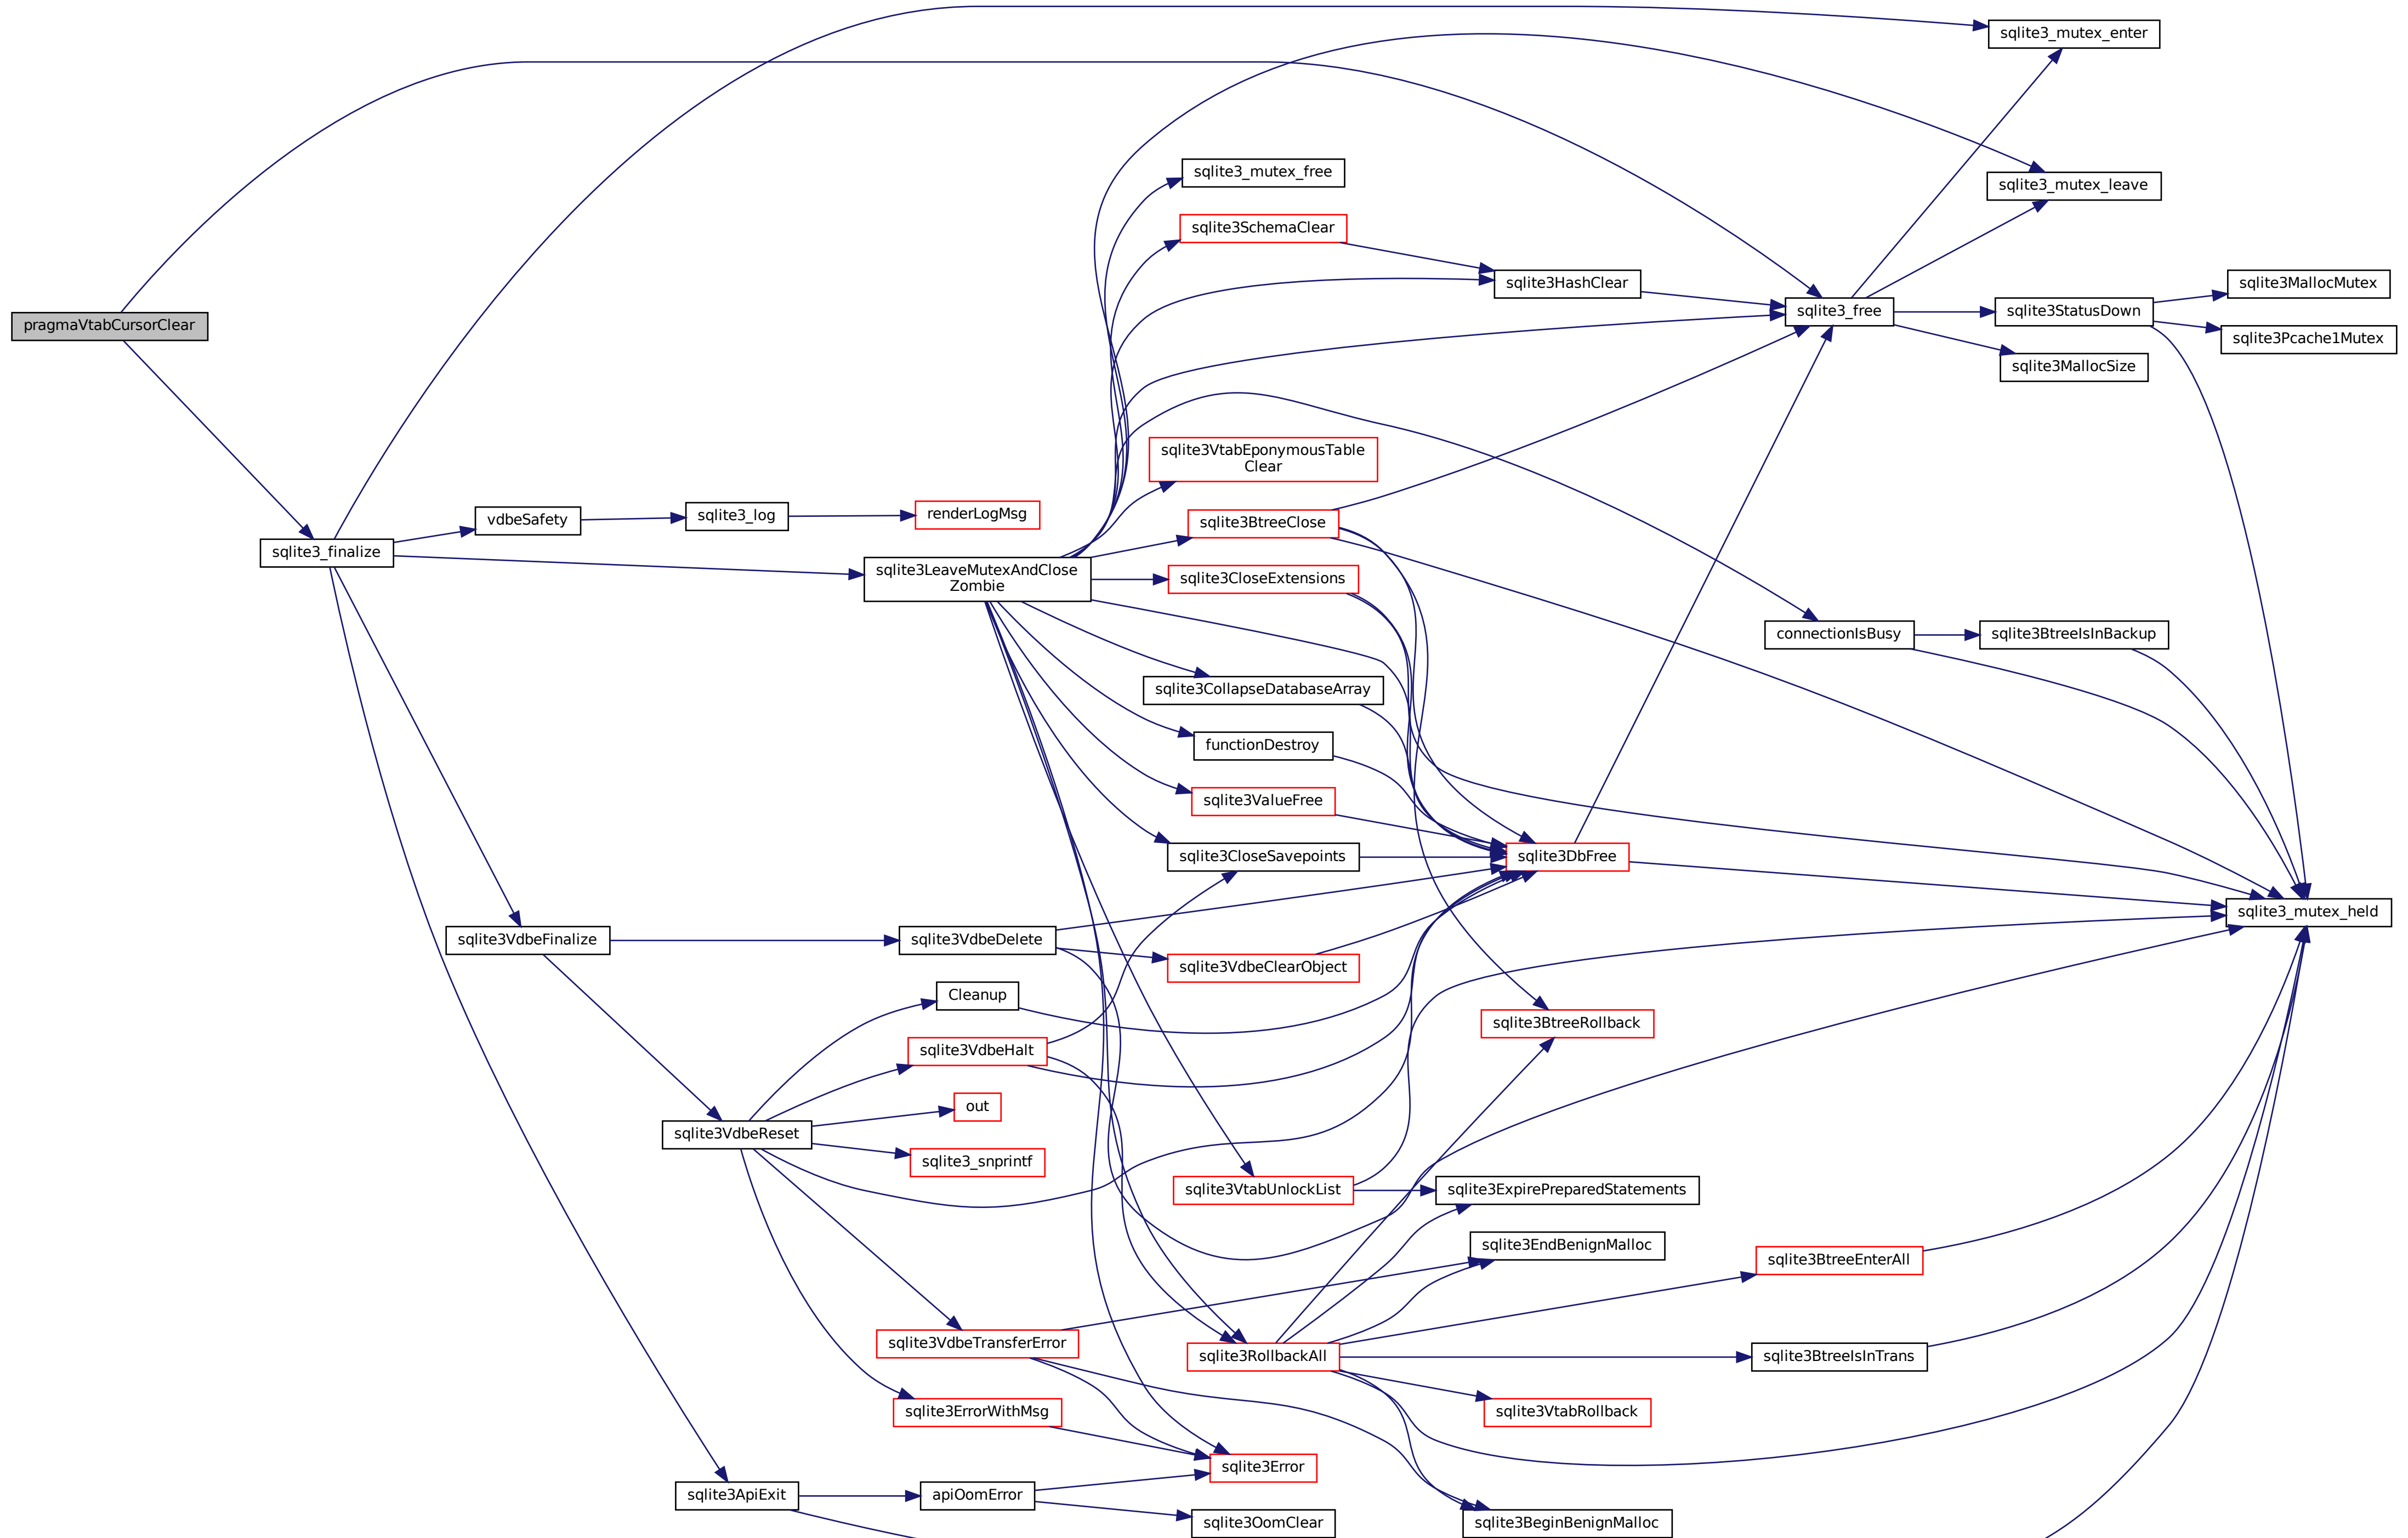 sqlite3_mutex_enter
sqlite3_mutex_free
sqlite3_mutex_leave
sqlite3SchemaClear
sqlite3HashClear
sqlite3MallocMutex
pragmaVtabCursorClear
sqlite3_free
sqlite3StatusDown
sqlite3Pcache1Mutex
sqlite3MallocSize
sqlite3VtabEponymousTable
Clear
vdbeSafety
sqlite3_log
renderLogMsg
sqlite3BtreeClose
sqlite3_finalize
sqlite3LeaveMutexAndClose
Zombie
sqlite3CloseExtensions
connectionIsBusy
sqlite3BtreeIsInBackup
sqlite3CollapseDatabaseArray
functionDestroy
sqlite3ValueFree
sqlite3CloseSavepoints
sqlite3DbFree
sqlite3_mutex_held
sqlite3VdbeFinalize
sqlite3VdbeDelete
sqlite3VdbeClearObject
Cleanup
sqlite3BtreeRollback
sqlite3VdbeHalt
out
sqlite3VdbeReset
sqlite3_snprintf
sqlite3VtabUnlockList
sqlite3ExpirePreparedStatements
sqlite3EndBenignMalloc
sqlite3BtreeEnterAll
sqlite3VdbeTransferError
sqlite3RollbackAll
sqlite3BtreeIsInTrans
sqlite3ErrorWithMsg
sqlite3VtabRollback
sqlite3Error
sqlite3ApiExit
apiOomError
sqlite3OomClear
sqlite3BeginBenignMalloc